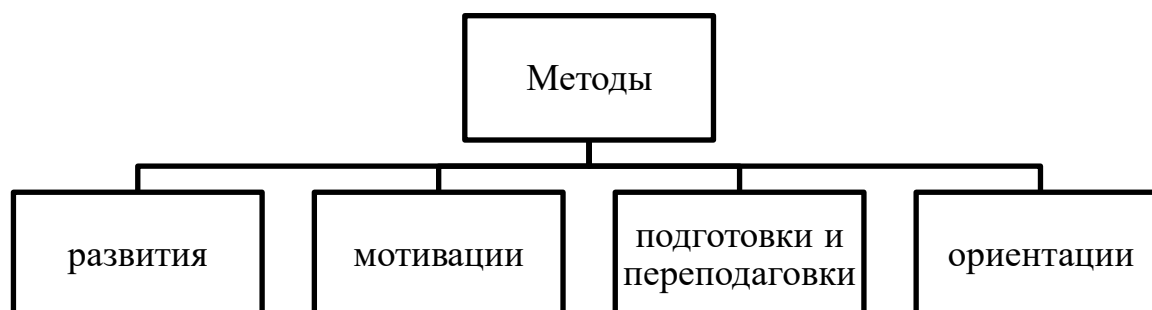 Методы
развития
мотивации
подготовки и
переподаговки
ориентации